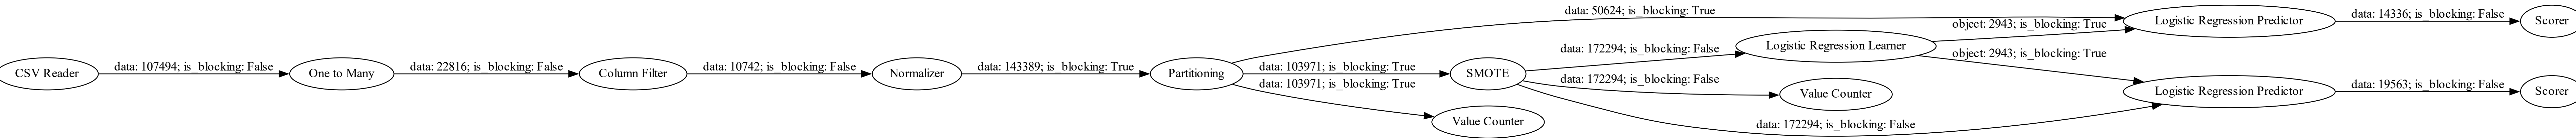 CSV Reader
data: 107494; is_blocking: False
One to Many
data: 22816; is_blocking: False
Column Filter
data: 10742; is_blocking: False
Normalizer
data: 143389; is_blocking: True
Partitioning
data: 50624; is_blocking: True
data: 103971; is_blocking: True
data: 103971; is_blocking: True
SMOTE
Value Counter
data: 172294; is_blocking: False
data: 172294; is_blocking: False
data: 172294; is_blocking: False
Logistic Regression Learner
Value Counter
object: 2943; is_blocking: True
object: 2943; is_blocking: True
Logistic Regression Predictor
data: 14336; is_blocking: False
Scorer
Logistic Regression Predictor
data: 19563; is_blocking: False
Scorer